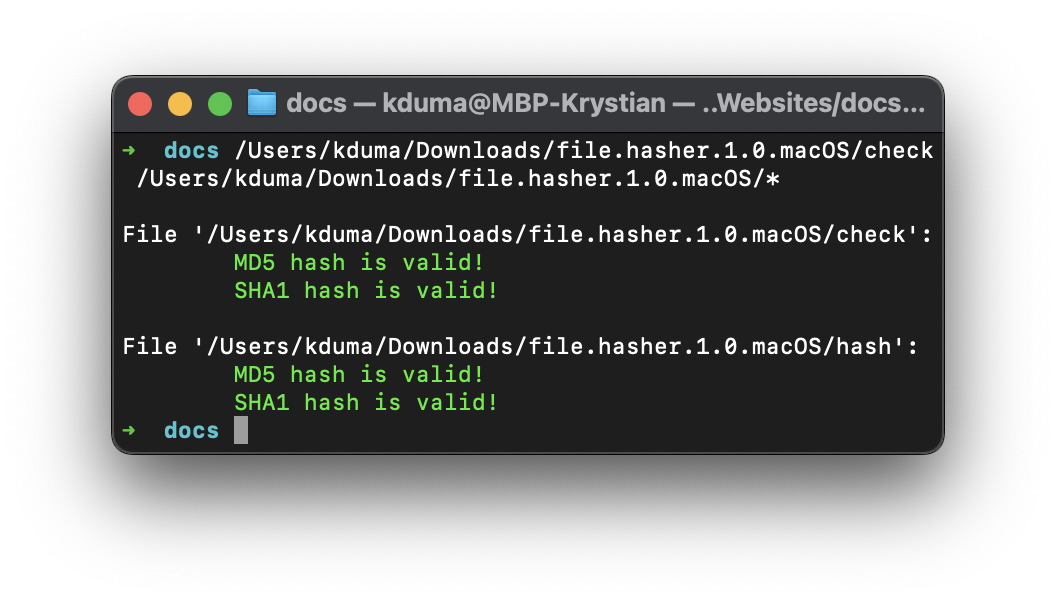 docs — kduma@MBP-Krystian — ..Websites/docs...
➜  docs /Users/kduma/Downloads/file.hasher.1.0.macOS/check
 /Users/kduma/Downloads/file.hasher.1.0.macOS/*

File '/Users/kduma/Downloads/file.hasher.1.0.macOS/check':
        MD5 hash is valid!
        SHA1 hash is valid!

File '/Users/kduma/Downloads/file.hasher.1.0.macOS/hash':
        MD5 hash is valid!
        SHA1 hash is valid!
➜  docs